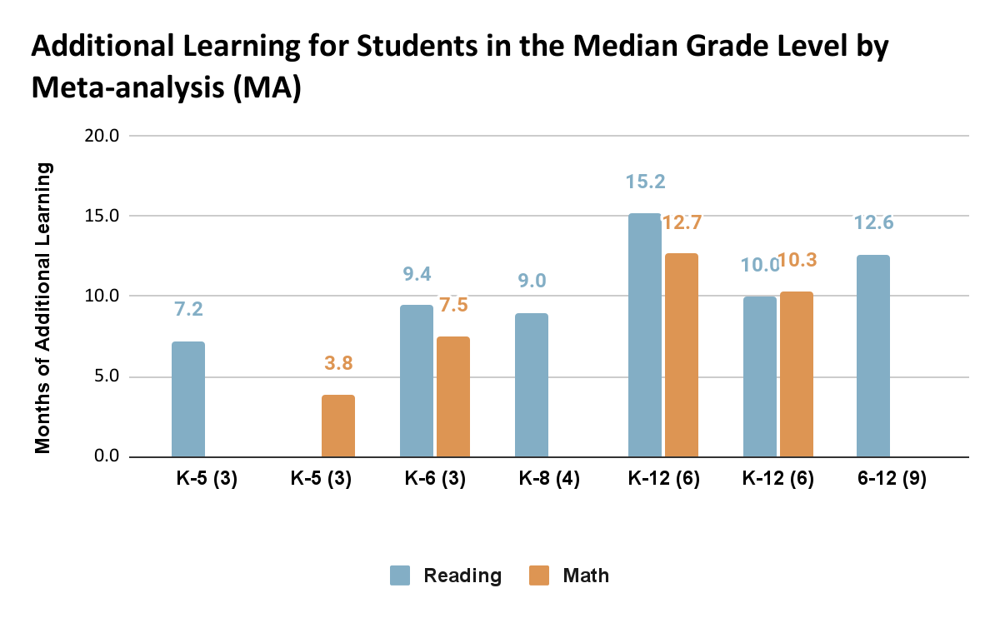 Additional Learning for Students in the Median Grade Level by
Meta-analysis (MA)
Months of Additional Learning
20.0
15.0
10.0
5.0
0.0
7.2
3.8
9.4
7.5
9.0
15.2
12.7
10.0
10.3
12.6
K-5 (3)
K-5 (3)
K-6 (3)
K-8 (4)
K-12 (6)
K-12 (6)
6-12 (9)
Reading
Math